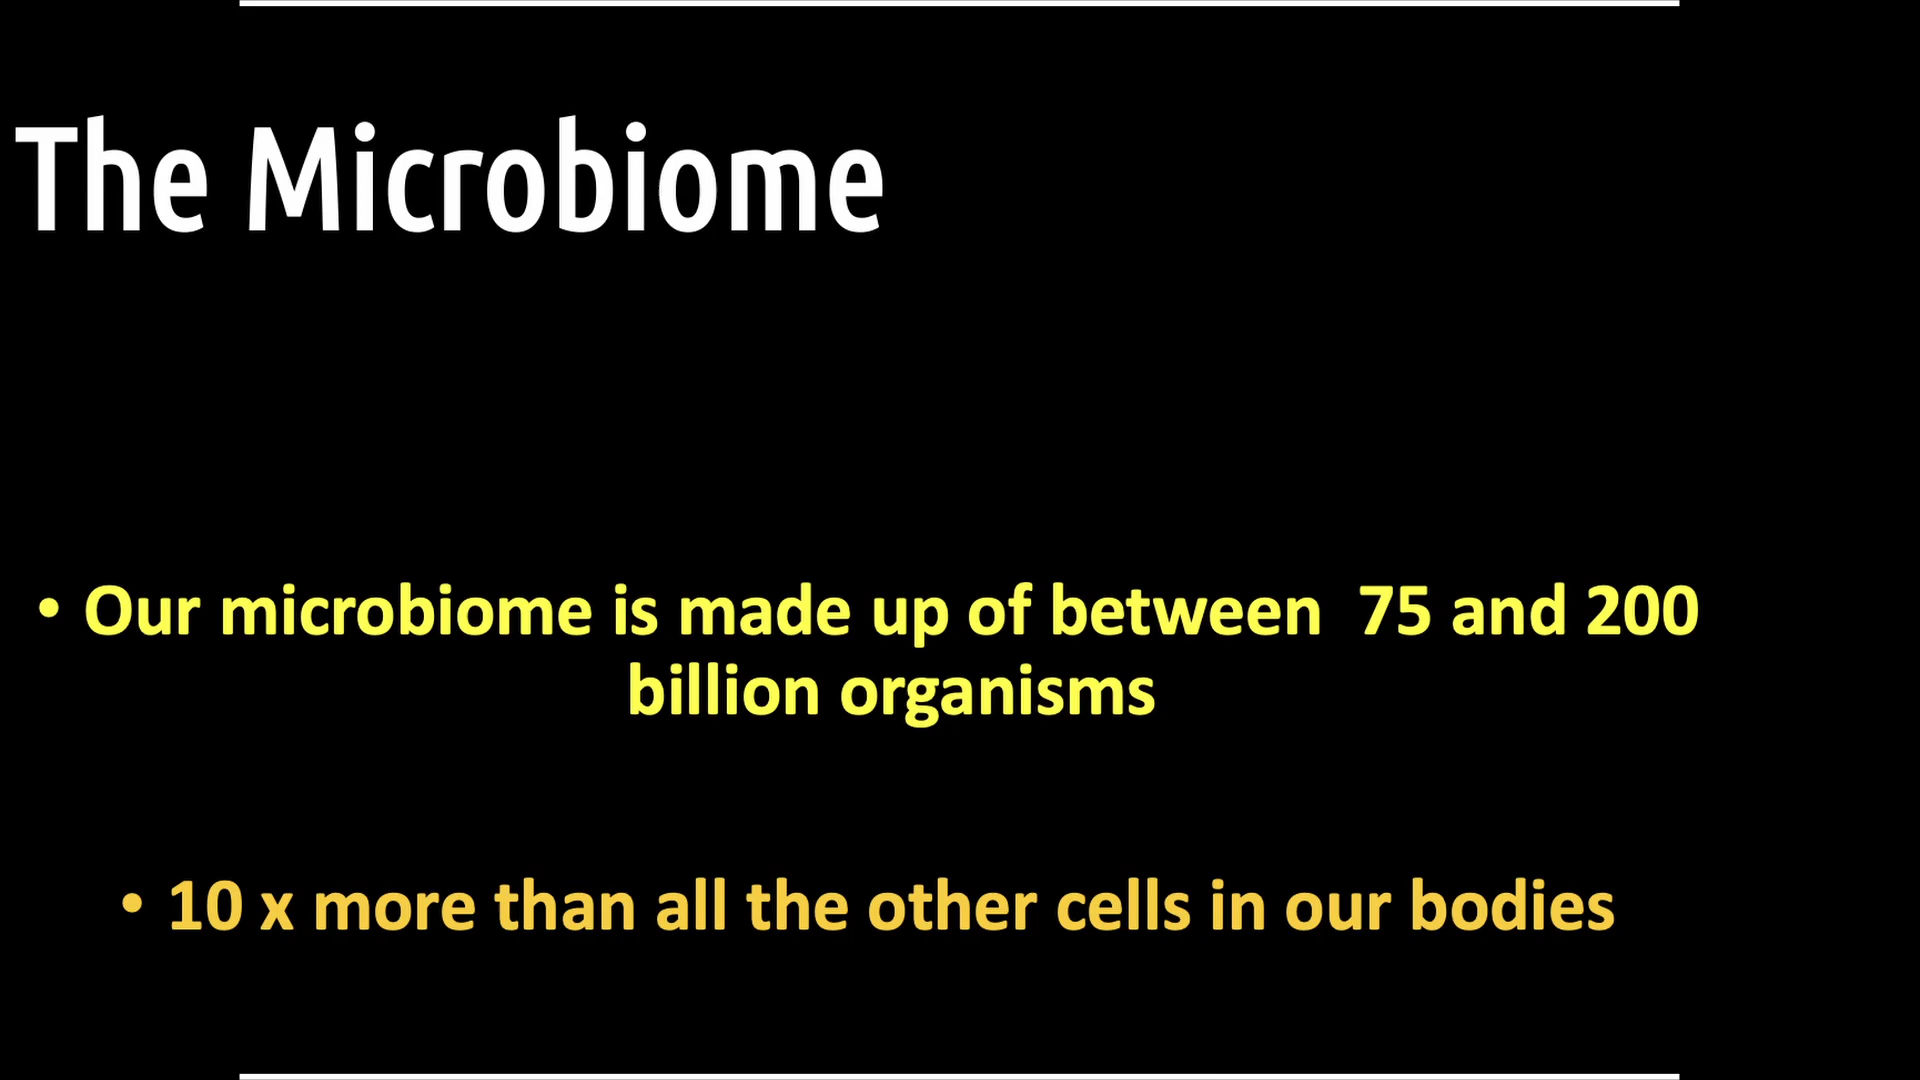 The Microbiome
• Our microbiome is made up of between  75 and 200
billion organisms
• 10 x more than all the other cells in our bodies